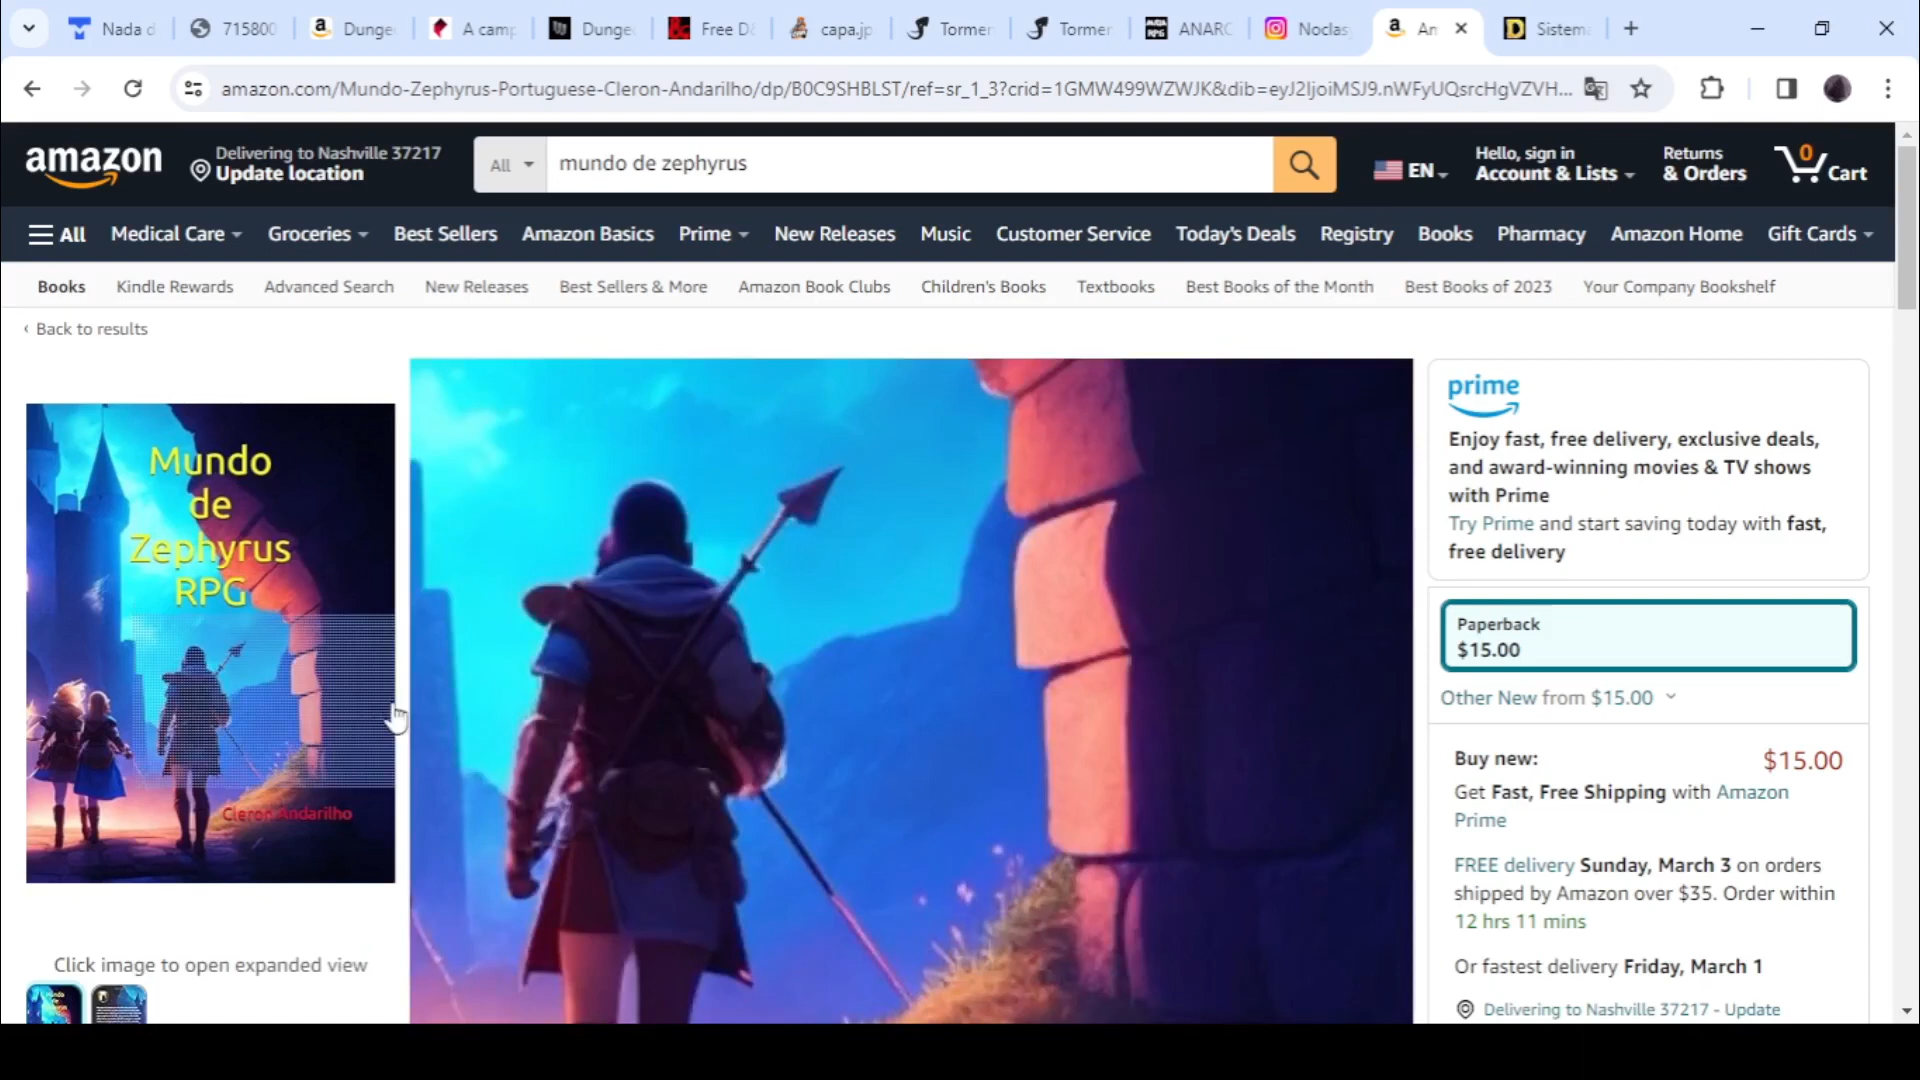 Nada d
71580
Dunge
A camp
Dunge
Free D
capa.jp
Tormen
Tormer
ANARC
Noclas
An
Sistema
amazon.com/Mundo-Zephyrus-Portuguese-Cleron-Andarilho/dp/B0C9SHBLST/ref=sr_1_3?crid=1GMW499WZWJK&dib=eyJ2IjoiMSJ9.nWFyUQsrcHgVZVH...
amazon
Delivering to Nashville 37217
Update location
All
mundo de zephyrus
EN
Hello, sign in
Account & Lists
Returns
& Orders
0
Cart
All
Medical Care
Groceries
Best Sellers
Amazon Basics
Prime
New Releases
Music
Customer Service
Today's Deals
Registry
Books
Pharmacy
Amazon Home
Gift Cards
Books
Kindle Rewards
Advanced Search
New Releases
Best Sellers & More
Amazon Book Clubs
Children's Books
Textbooks
Best Books of the Month
Best Books of 2023
Your Company Bookshelf
‹ Back to results
Mundo
de
Zephyrus
RPG
Cleron Andarilho
Click image to open expanded view
prime
Enjoy fast, free delivery, exclusive deals,
and award-winning movies & TV shows
with Prime
Try Prime and start saving today with fast,
free delivery
Paperback
$15.00
Other New from $15.00
Buy new:
$15.00
Get Fast, Free Shipping with Amazon
Prime
FREE delivery Sunday, March 3 on orders
shipped by Amazon over $35. Order within
12 hrs 11 mins
Or fastest delivery Friday, March 1
Delivering to Nashville 37217 - Update